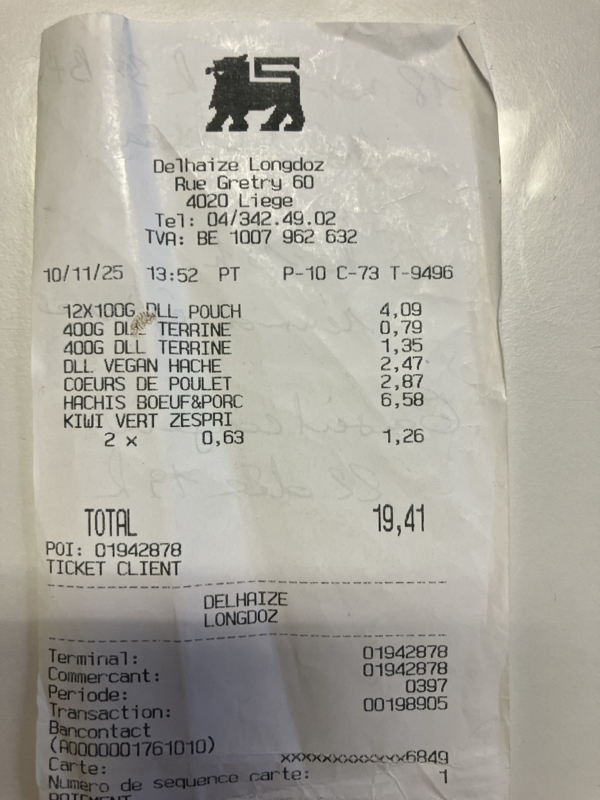 Delhaize Longdoz
Rue Gretry 60
4020 Liege
Tel: 04/342.49.02
TVA: BE 1007 962 632
10/11/25 13:52 PT P-10 C-73 T-9496
12X100G DLL POUCH 4,09
400G DLL TERRINE 0,79
400G DLL TERRINE 1,35
DLL VEGAN HACHE 2,47
COEURS DE POULET 2,87
HACHIS BOEUF&PORC 6,58
KIWI VERT ZESPRI
2 x 0,63 1,26
TOTAL 19,41
POI: 01942878
TICKET CLIENT
DELHAIZE
LONGDOZ
Terminal: 01942878
Commercant: 01942878
Periode: 0397
Transaction: 00198905
Bancontact
(A0000001761010)
Carte: xxxxxxxxxxxxx6849
Numero de sequence carte: 1